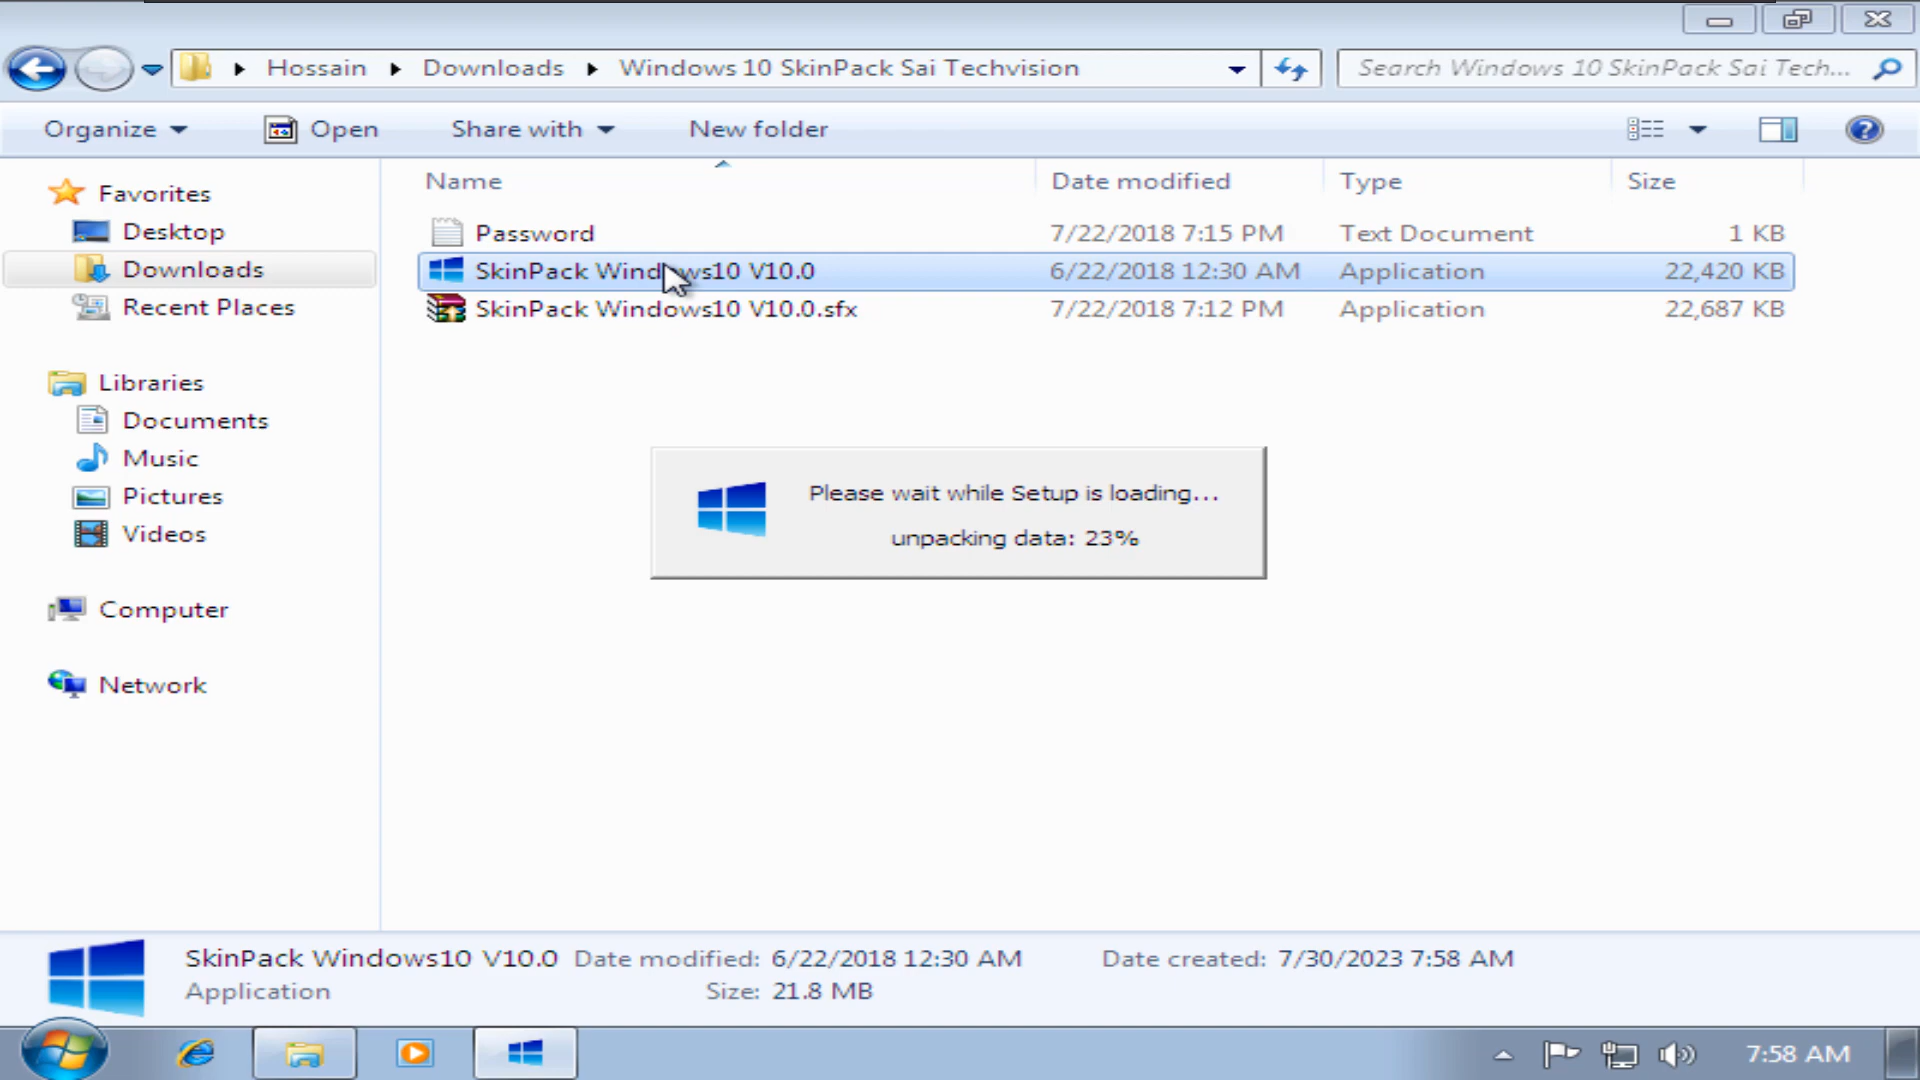 Hossain Downloads Windows 10 SkinPack Sai Techvision Search Windows 10 SkinPack Sai Tech...
Organize Open Share with New folder
Name Date modified Type Size
Favorites
Desktop
Downloads
Recent Places
Libraries
Documents
Music
Pictures
Videos
Computer
Network
Password 7/22/2018 7:15 PM Text Document 1 KB
SkinPack Windows10 V10.0 6/22/2018 12:30 AM Application 22,420 KB
SkinPack Windows10 V10.0.sfx 7/22/2018 7:12 PM Application 22,687 KB
Please wait while Setup is loading...
unpacking data: 23%
SkinPack Windows10 V10.0 Date modified: 6/22/2018 12:30 AM Date created: 7/30/2023 7:58 AM
Application Size: 21.8 MB
7:58 AM